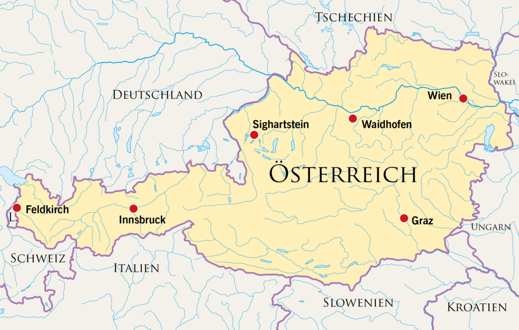 TSCHECHIEN
DEUTSCHLAND
SLO-
WAKEI
Wien
Sighartstein
Waidhofen
ÖSTERREICH
Feldkirch
L
Innsbruck
Graz
UNGARN
SCHWEIZ
ITALIEN
SLOWENIEN
KROATIEN